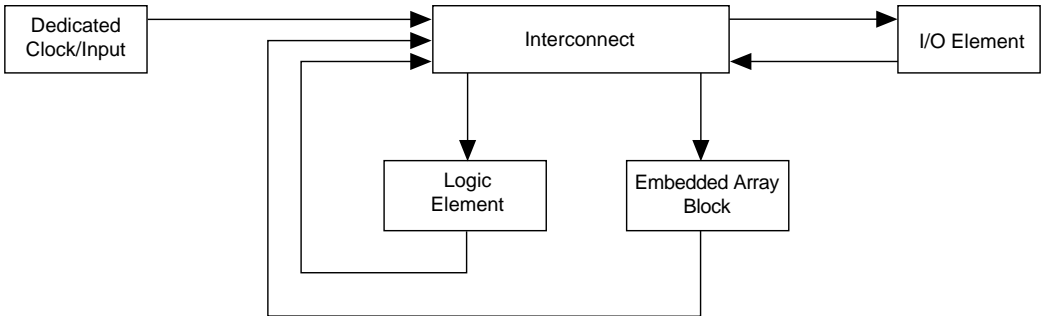 Dedicated
Clock/Input
Interconnect
I/O Element
Logic
Element
Embedded Array
Block